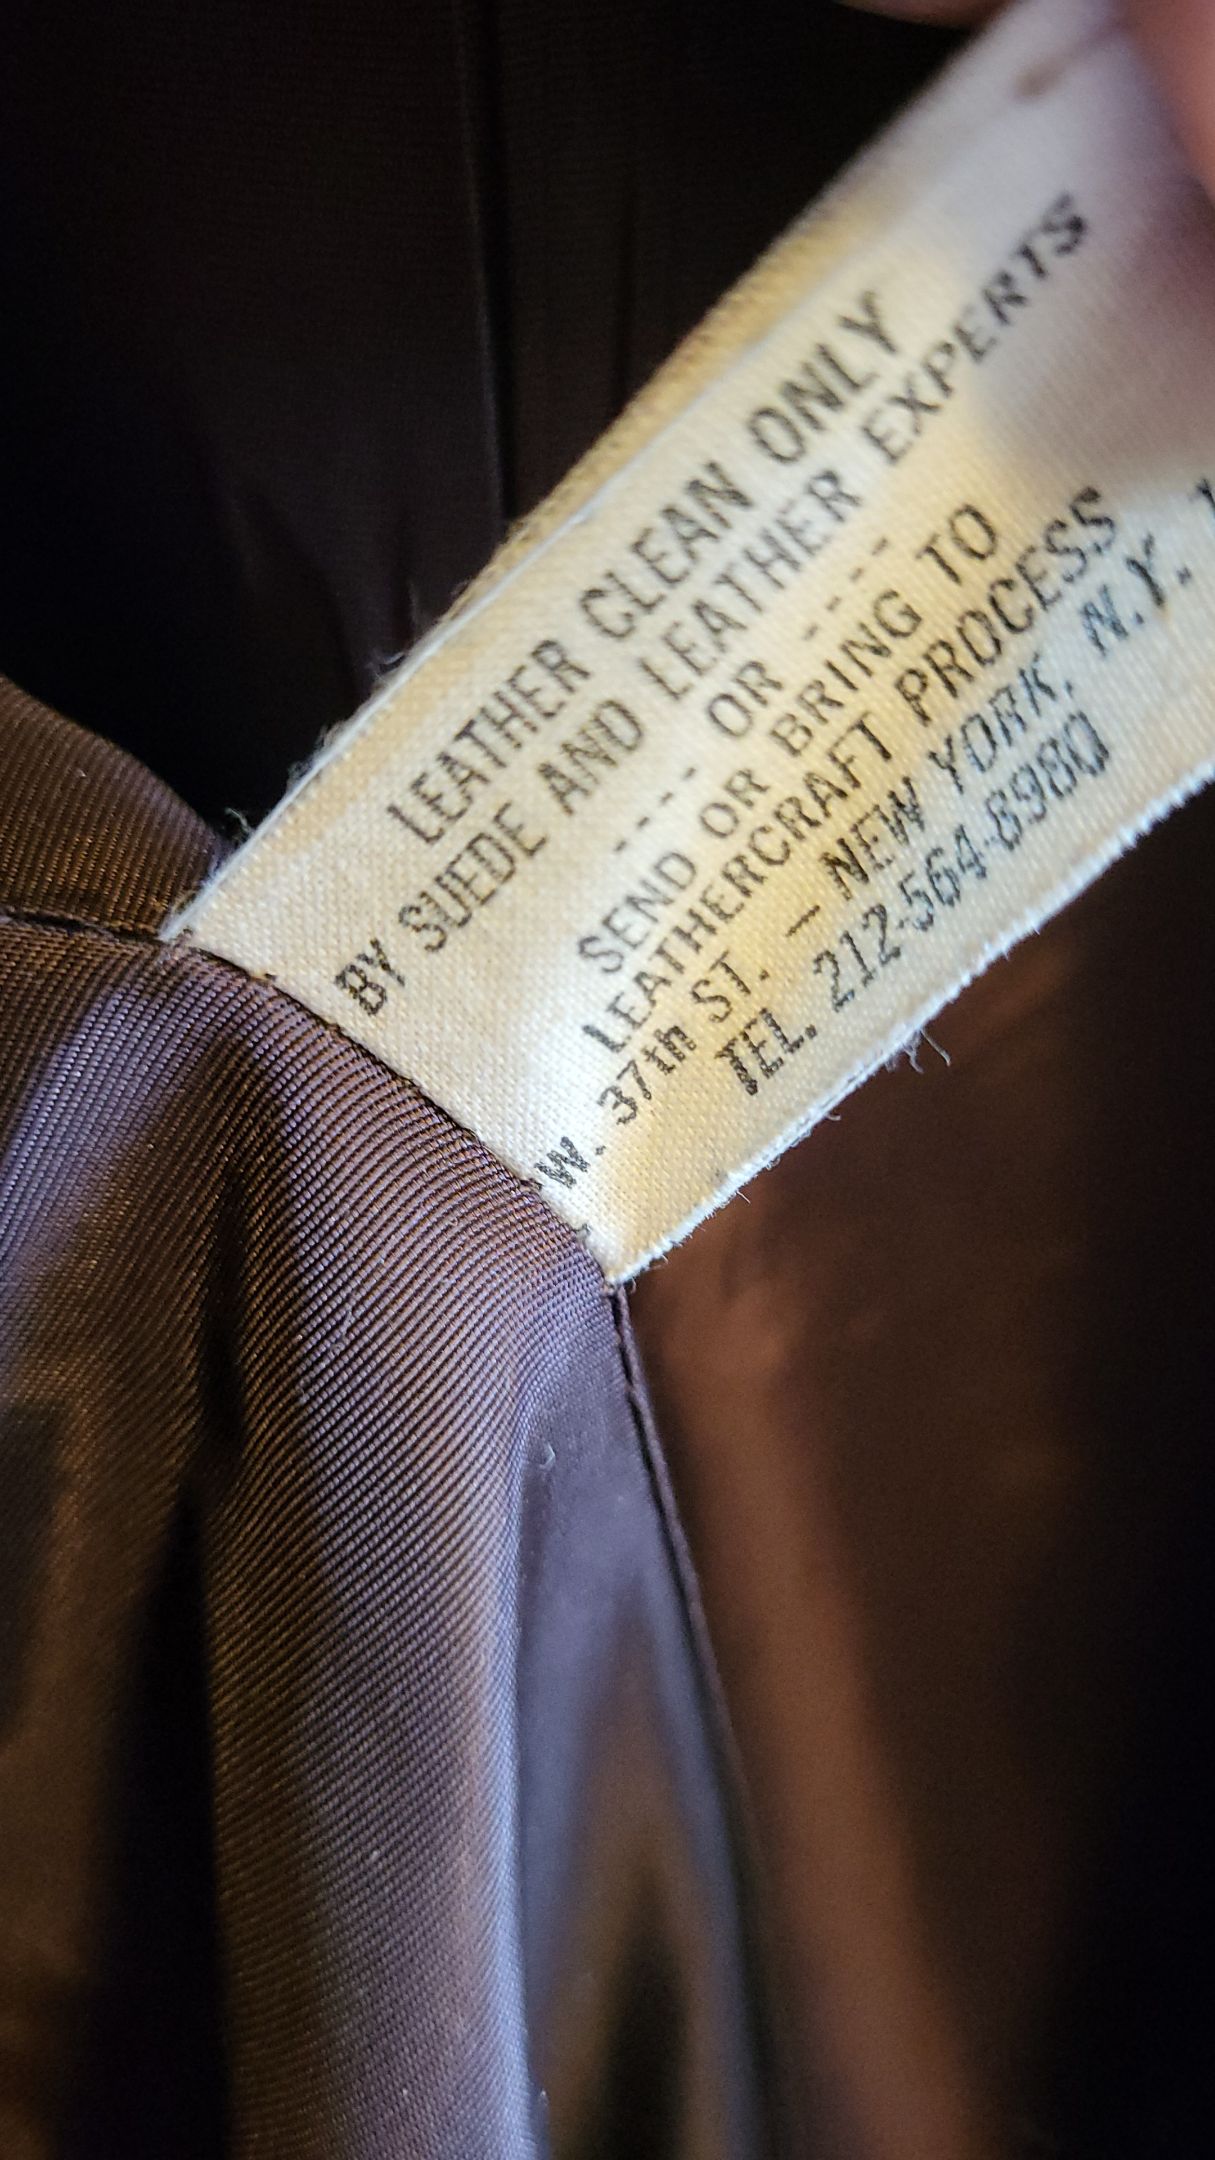 LEATHER CLEAN ONLY
BY SUEDE AND LEATHER EXPERTS
---- OR ----
SEND OR BRING TO
LEATHERCRAFT PROCESS
W. 37th ST. — NEW YORK, N.Y.
TEL. 212-564-8980